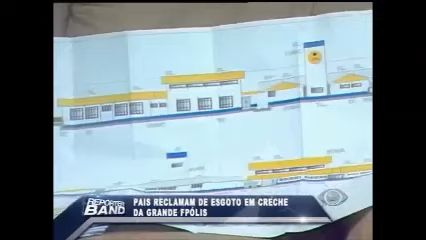 REPÓRTER
BAND
PAIS RECLAMAM DE ESGOTO EM CRECHE
DA GRANDE FPÓLIS